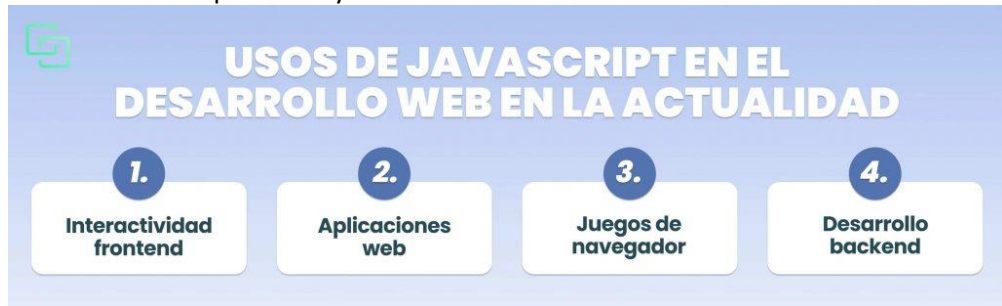 USOS DE JAVASCRIPT EN EL
DESARROLLO WEB EN LA ACTUALIDAD
1.
Interactividad
frontend
2.
Aplicaciones
web
3.
Juegos de
navegador
4.
Desarrollo
backend